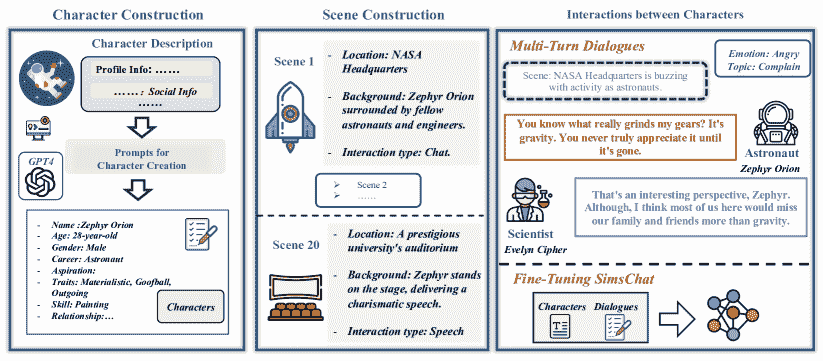 Character Construction
Character Description
Profile Info: ......
...... : Social Info
......
GPT4
Prompts for
Character Creation
- Name :Zephyr Orion
- Age: 28-year-old
- Gender: Male
- Career: Astronaut
- Aspiration:
- Traits: Materialistic, Goofball,
Outgoing
- Skill: Painting
- Relationship:...
Characters
Scene Construction
Scene 1
- Location: NASA
Headquarters
- Background: Zephyr Orion
surrounded by fellow
astronauts and engineers.
- Interaction type: Chat.
➢ Scene 2
➢ ......
Scene 20
- Location: A prestigious
university's auditorium
- Background: Zephyr stands
on the stage, delivering a
charismatic speech.
- Interaction type: Speech
Interactions between Characters
Multi-Turn Dialogues
Emotion: Angry
Topic: Complain
Scene: NASA Headquarters is buzzing
with activity as astronauts.
You know what really grinds my gears? It's
gravity. You never truly appreciate it until
it's gone.
Astronaut
Zephyr Orion
That's an interesting perspective, Zephyr.
Although, I think most of us here would miss
our family and friends more than gravity.
Scientist
Evelyn Cipher
Fine-Tuning SimsChat
Characters Dialogues